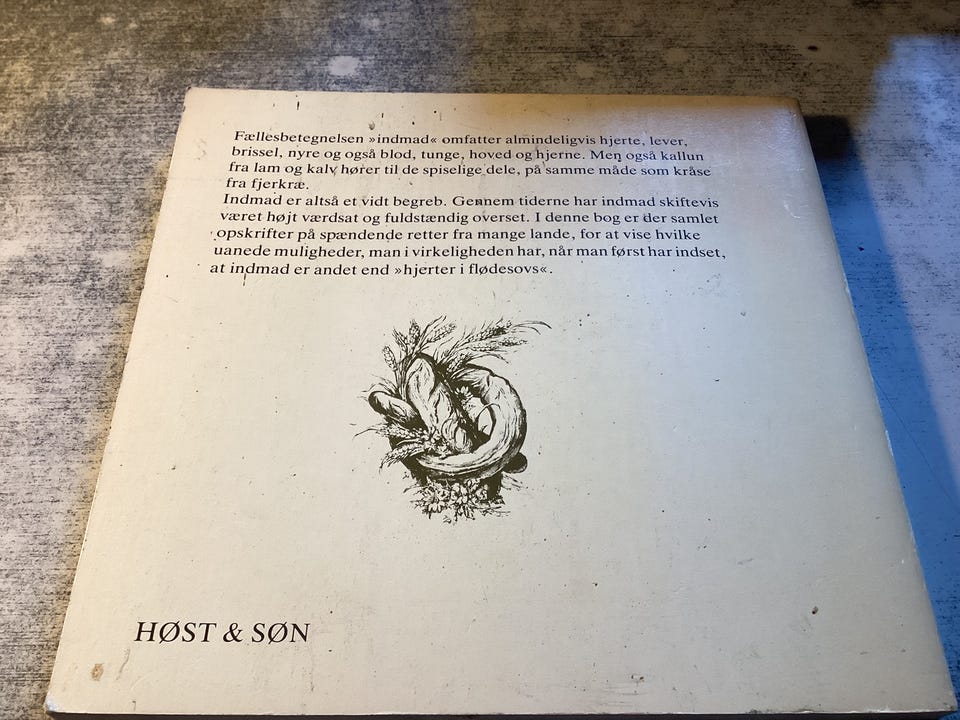 Fællesbetegnelsen »indmad« omfatter almindeligvis hjerte, lever,
brissel, nyre og også blod, tunge, hoved og hjerne. Men også kallun
fra lam og kalv hører til de spiselige dele, på samme måde som kråse
fra fjerkræ.
Indmad er altså et vidt begreb. Gennem tiderne har indmad skiftevis
været højt værdsat og fuldstændig overset. I denne bog er der samlet
opskrifter på spændende retter fra mange lande, for at vise hvilke
uanede muligheder, man i virkeligheden har, når man først har indset,
at indmad er andet end »hjerter i flødesovs«.
HØST & SØN